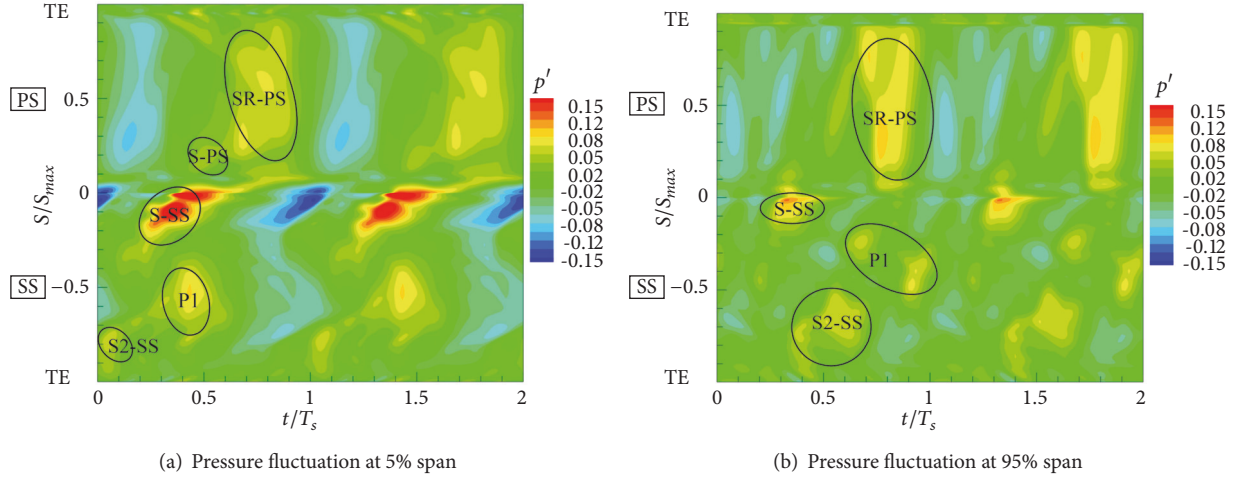 TE
PS
0.5
0
SS
−0.5
TE
S/Smax
SR-PS
S-PS
S-SS
P1
S2-SS
0 0.5 1 1.5 2
t/Ts
p′
0.15
0.12
0.08
0.05
0.02
-0.02
-0.05
-0.08
-0.12
-0.15
(a) Pressure fluctuation at 5% span
TE
PS
0.5
0
SS
−0.5
TE
S/Smax
SR-PS
S-SS
P1
S2-SS
0 0.5 1 1.5 2
t/Ts
p′
0.15
0.12
0.08
0.05
0.02
-0.02
-0.05
-0.08
-0.12
-0.15
(b) Pressure fluctuation at 95% span